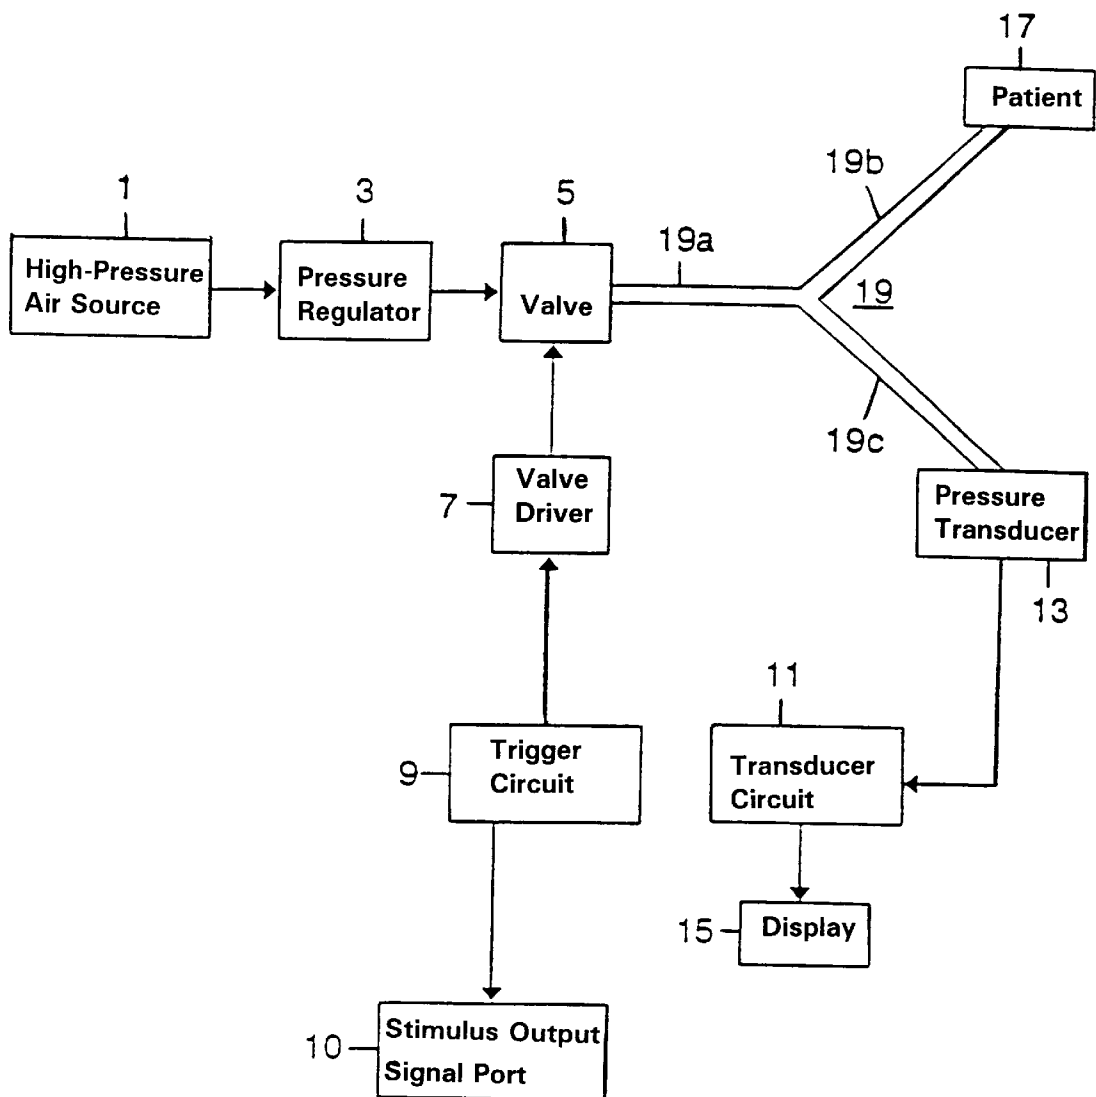 17
Patient
19b
1
3
5
19a
High-Pressure
Air Source
Pressure
Regulator
Valve
19
19c
7
Valve
Driver
Pressure
Transducer
13
11
9
Trigger
Circuit
Transducer
Circuit
15
Display
10
Stimulus Output
Signal Port